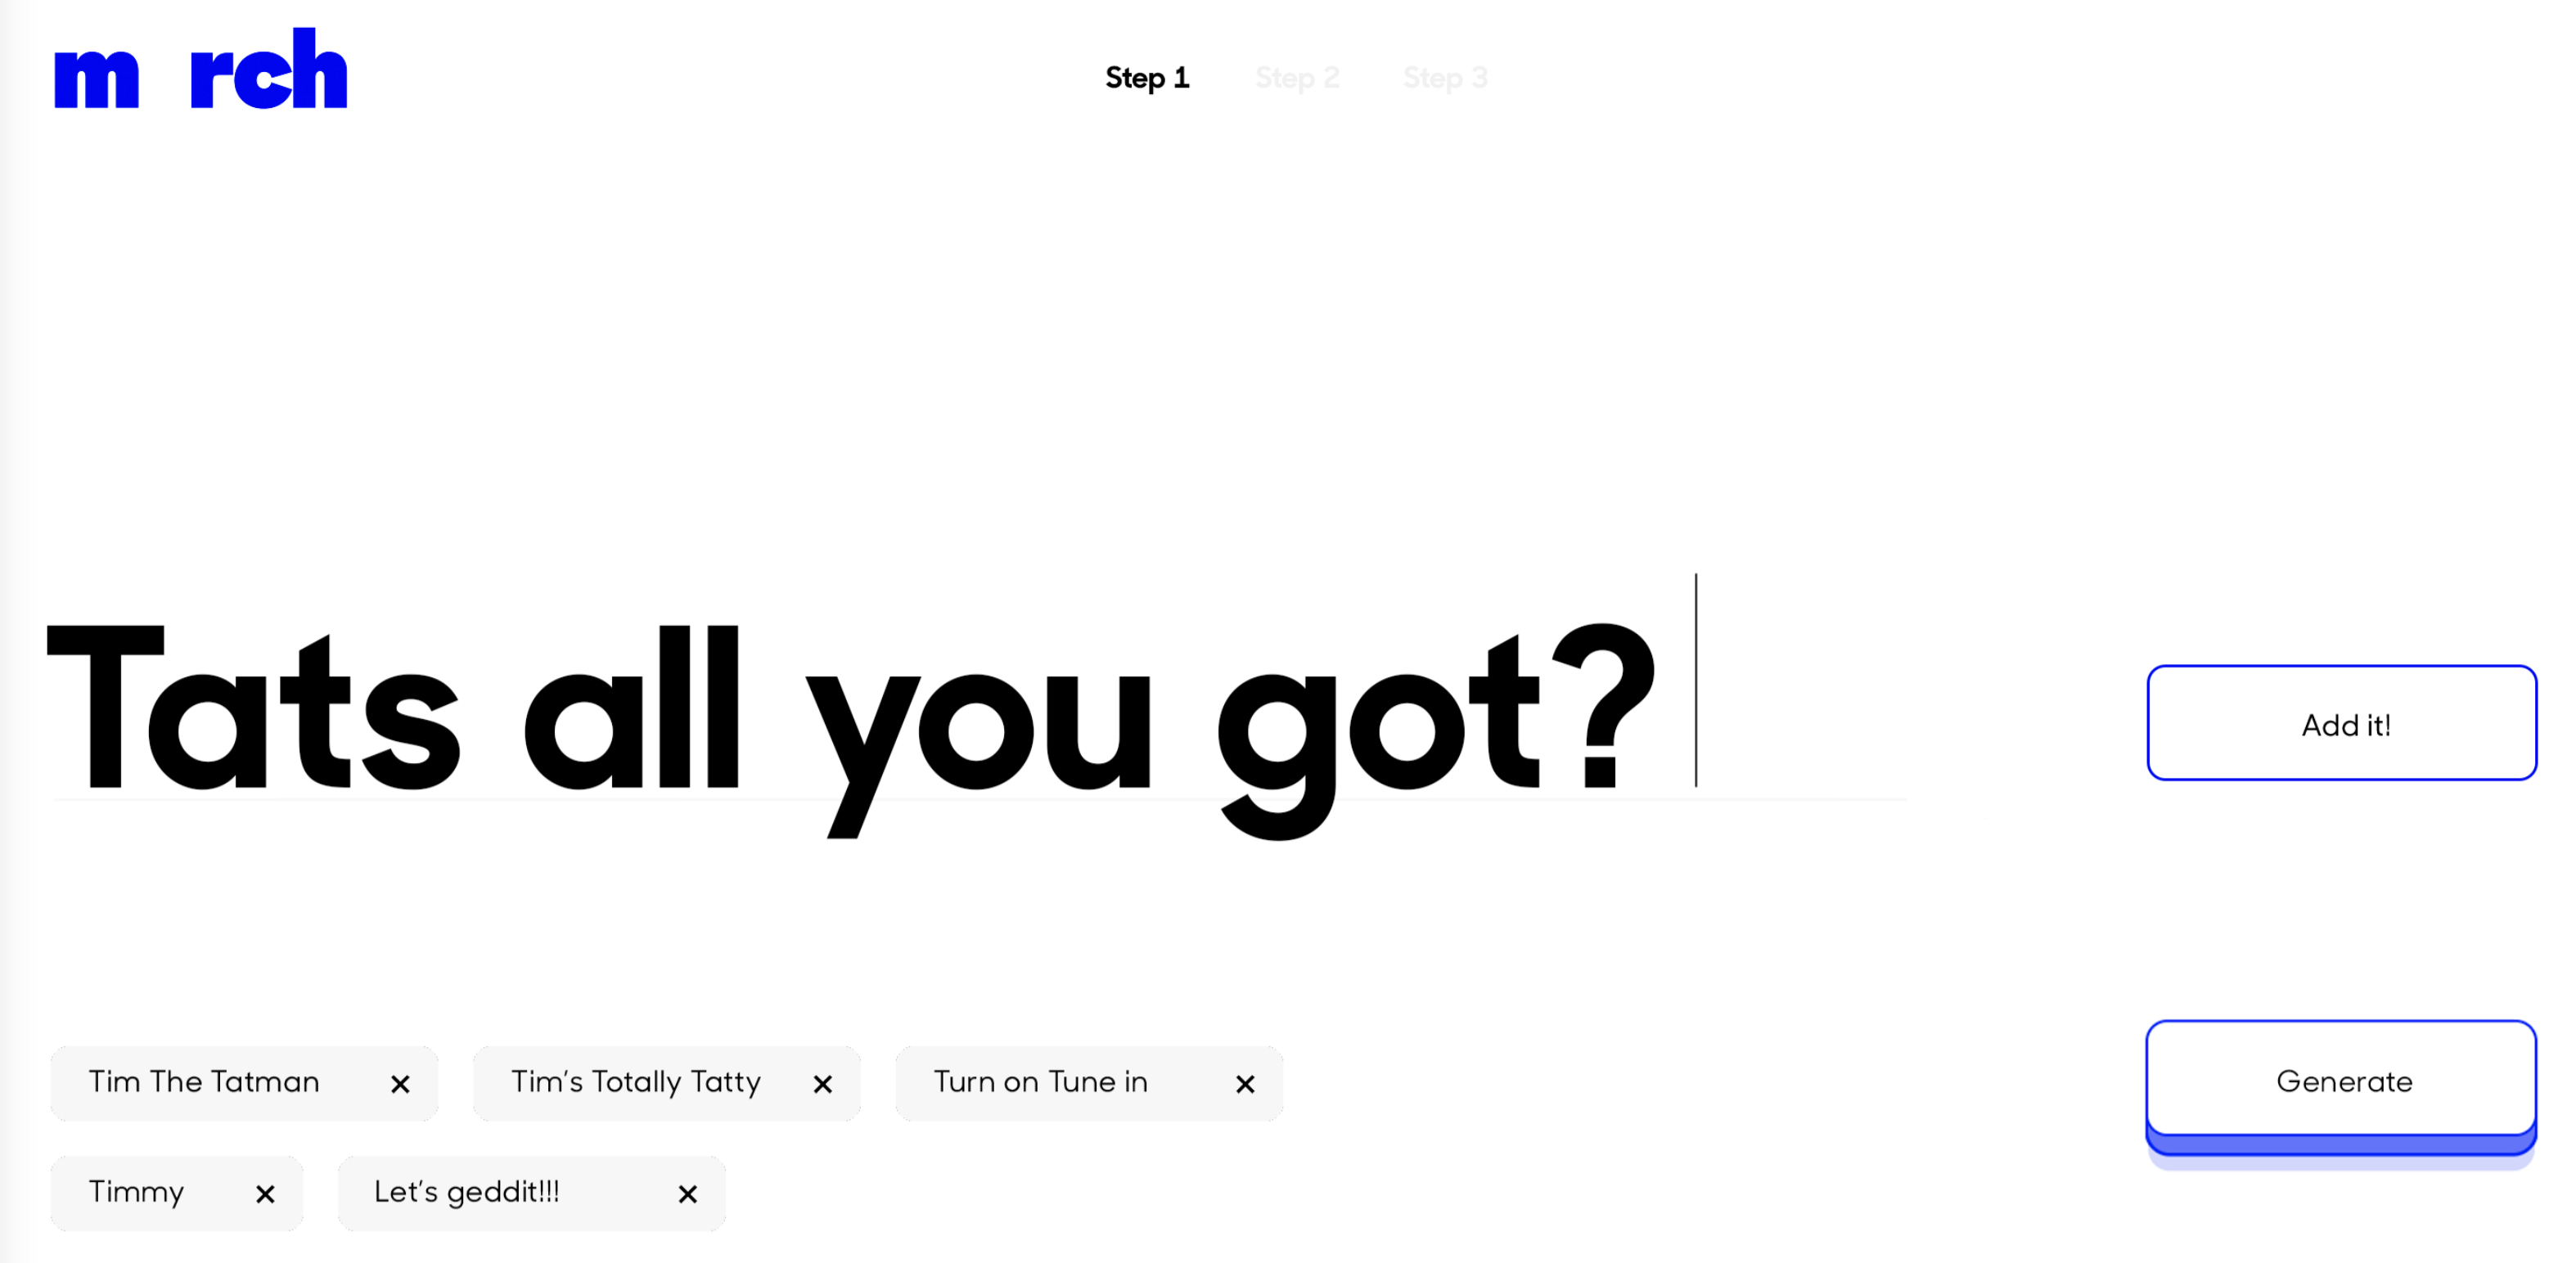 m rch
Step 1 Step 2 Step 3
Tats all you got?
Add it!
Tim The Tatman × Tim's Totally Tatty × Turn on Tune in ×
Generate
Timmy × Let's geddit!!! ×